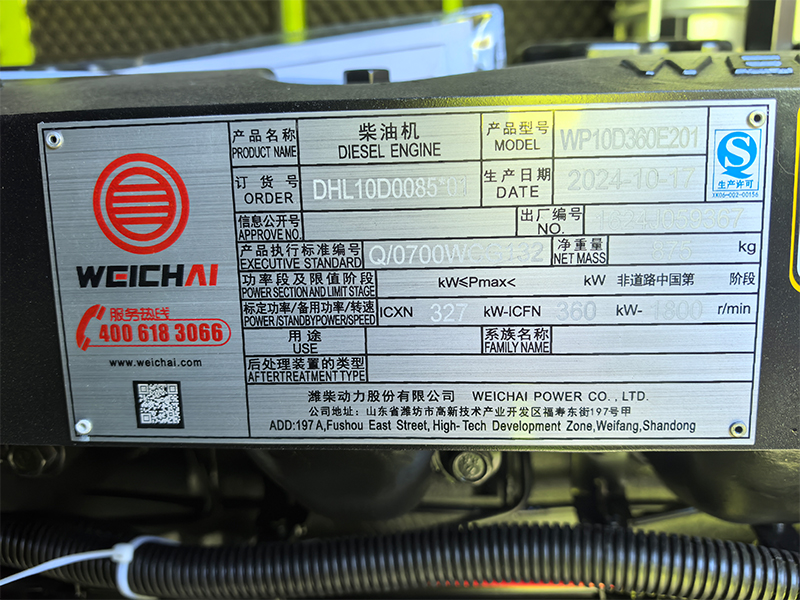 WE
产品名称 柴油机 产品型号 WP10D360E201
PRODUCT NAME DIESEL ENGINE MODEL
订货号 DHL10D0085*01 生产日期 2024-10-17
ORDER DATE
信息公开号 出厂编号
APPROVE NO. NO.
产品执行标准编号 净重量 kg
EXECUTIVE STANDARD NET MASS
功率段及限值阶段 kW≤Pmax< kW 非道路中国第 阶段
POWER SECTION AND LIMIT STAGE
标定功率/备用功率/转速 ICXN 327 kW-ICFN 360 kW- 1800 r/min
POWER/STANDBYPOWER/SPEED
用途 系族名称
USE FAMILY NAME
后处理装置的类型
AFTERTREATMENT TYPE
潍柴动力股份有限公司 WEICHAI POWER CO.,LTD.
公司地址:山东省潍坊市高新技术产业开发区福寿东街197号甲
ADD:197 A,Fushou East Street,High-Tech Development Zone,Weifang,Shandong
WEICHAI
服务热线
400 618 3066
www.weichai.com
生产许可
XK06-002-00156